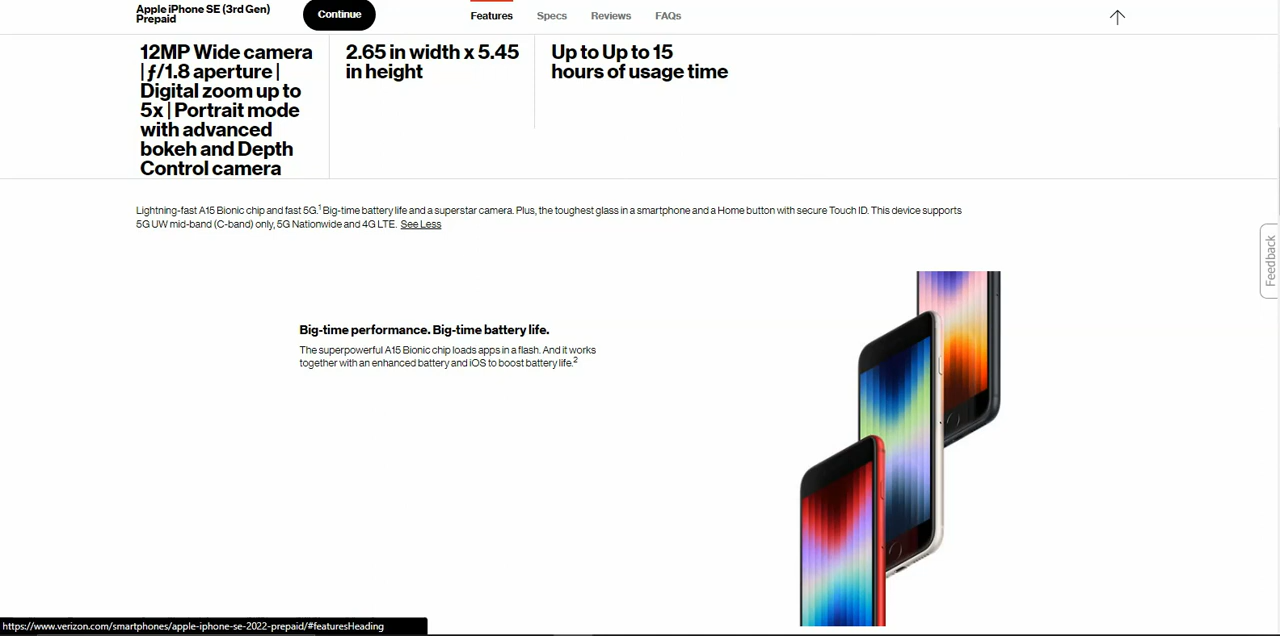 Apple iPhone SE (3rd Gen)
Prepaid
Continue
Features
Specs
Reviews
FAQs
12MP Wide camera
| ƒ/1.8 aperture |
Digital zoom up to
5x | Portrait mode
with advanced
bokeh and Depth
Control camera
2.65 in width x 5.45
in height
Up to Up to 15
hours of usage time
Lightning-fast A15 Bionic chip and fast 5G.1 Big-time battery life and a superstar camera. Plus, the toughest glass in a smartphone and a Home button with secure Touch ID. This device supports
5G UW mid-band (C-band) only, 5G Nationwide and 4G LTE. See Less
Feedback
Big-time performance. Big-time battery life.
The superpowerful A15 Bionic chip loads apps in a flash. And it works
together with an enhanced battery and iOS to boost battery life.2
https://www.verizon.com/smartphones/apple-iphone-se-2022-prepaid/#featuresHeading